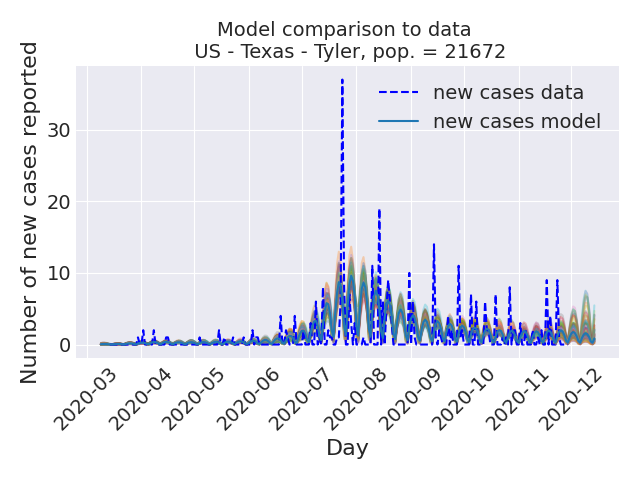 Model comparison to data
US - Texas - Tyler, pop. = 21672
Number of new cases reported
30
20
10
0
new cases data
new cases model
2020-03
2020-04
2020-05
2020-06
2020-07
2020-08
2020-09
2020-10
2020-11
2020-12
Day